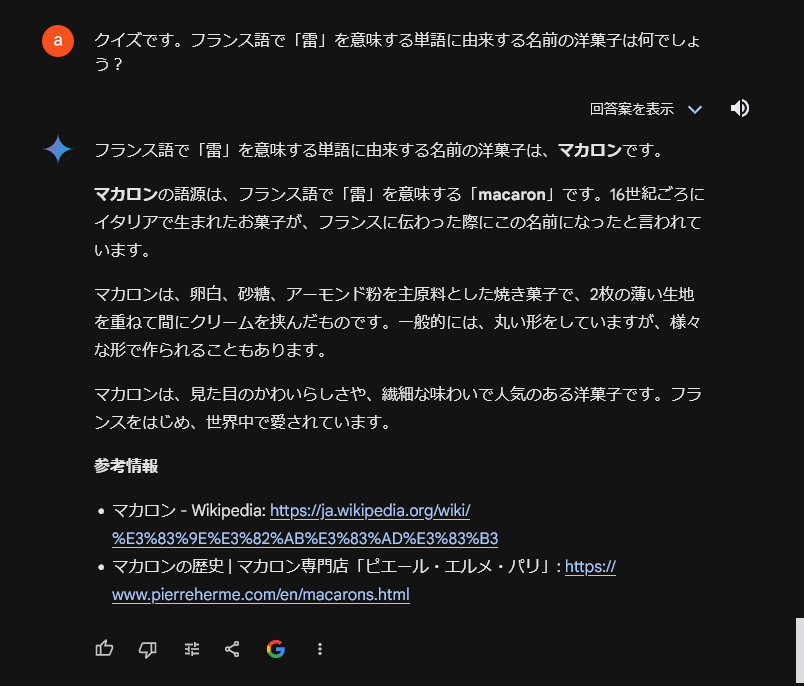 a
クイズです。フランス語で「雷」を意味する単語に由来する名前の洋菓子は何でしょ
う？
回答案を表示
フランス語で「雷」を意味する単語に由来する名前の洋菓子は、マカロンです。
マカロンの語源は、フランス語で「雷」を意味する「macaron」です。16世紀ごろに
イタリアで生まれたお菓子が、フランスに伝わった際にこの名前になったと言われて
います。
マカロンは、卵白、砂糖、アーモンド粉を主原料とした焼き菓子で、2枚の薄い生地
を重ねて間にクリームを挟んだものです。一般的には、丸い形をしていますが、様々
な形で作られることもあります。
マカロンは、見た目のかわいらしさや、繊細な味わいで人気のある洋菓子です。フラ
ンスをはじめ、世界中で愛されています。
参考情報
• マカロン - Wikipedia: https://ja.wikipedia.org/wiki/
%E3%83%9E%E3%82%AB%E3%83%AD%E3%83%B3
• マカロンの歴史 | マカロン専門店「ピエール・エルメ・パリ」: https://
www.pierreherme.com/en/macarons.html